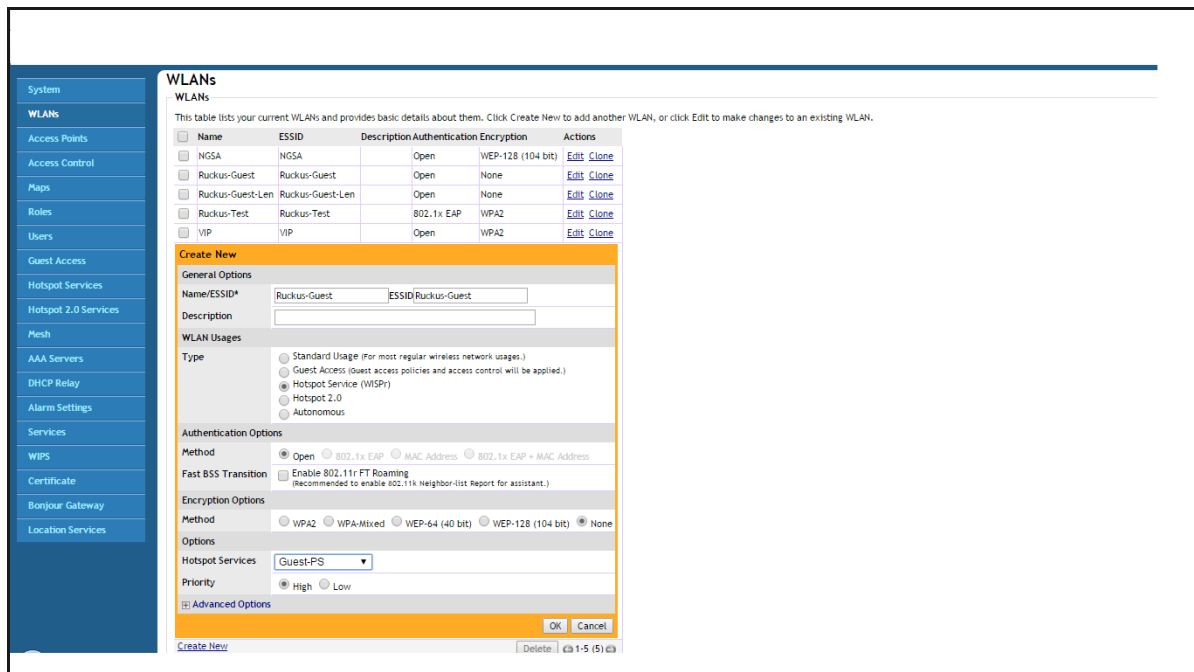 WLANs
WLANs
This table lists your current WLANs and provides basic details about them. Click Create New to add another WLAN, or click Edit to make changes to an existing WLAN.
System
WLANs
Access Points
Access Control
Maps
Roles
Users
Guest Access
Hotspot Services
Hotspot 2.0 Services
Mesh
AAA Servers
DHCP Relay
Alarm Settings
Services
WIPS
Certificate
Bonjour Gateway
Location Services
Name ESSID Description Authentication Encryption Actions
NGSA NGSA Open WEP-128 (104 bit) Edit Clone
Ruckus-Guest Ruckus-Guest Open None Edit Clone
Ruckus-Guest-Len Ruckus-Guest-Len Open None Edit Clone
Ruckus-Test Ruckus-Test 802.1x EAP WPA2 Edit Clone
VIP VIP Open WPA2 Edit Clone
Create New
General Options
Name/ESSID* Ruckus-Guest ESSID Ruckus-Guest
Description
WLAN Usages
Type Standard Usage (For most regular wireless network usages.)
Guest Access (Guest access policies and access control will be applied.)
Hotspot Service (WISPr)
Hotspot 2.0
Autonomous
Authentication Options
Method Open 802.1x EAP MAC Address 802.1x EAP + MAC Address
Fast BSS Transition Enable 802.11r FT Roaming
(Recommended to enable 802.11k Neighbor-list Report for assistant.)
Encryption Options
Method WPA2 WPA-Mixed WEP-64 (40 bit) WEP-128 (104 bit) None
Options
Hotspot Services Guest-PS
Priority High Low
Advanced Options
OK Cancel
Create New Delete 1-5 (5)